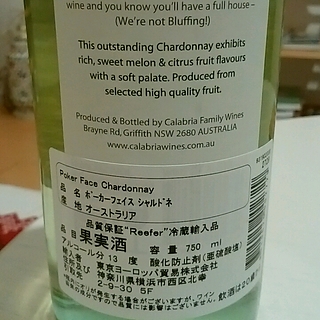 wine and you know you'll have a full house –
(We're not Bluffing!)
This outstanding Chardonnay exhibits
rich, sweet melon & citrus fruit flavours
with a soft palate. Produced from
selected high quality fruit.
Produced & Bottled by Calabria Family Wines
Brayne Rd, Griffith NSW 2680 AUSTRALIA
www.calabriawines.com.au
Poker Face Chardonnay
品 名 ポーカーフェイス シャルドネ
産 地 オーストラリア
品質保証"Reefer"冷蔵輸入品
品目 果実酒 容量 750 ml
アルコール分 13 度 酸化防止剤(亜硫酸塩)
輸入者 東京ヨーロッパ貿易株式会社
住所及び 神奈川県横浜市西区北幸
引取先 2-9-30 5F